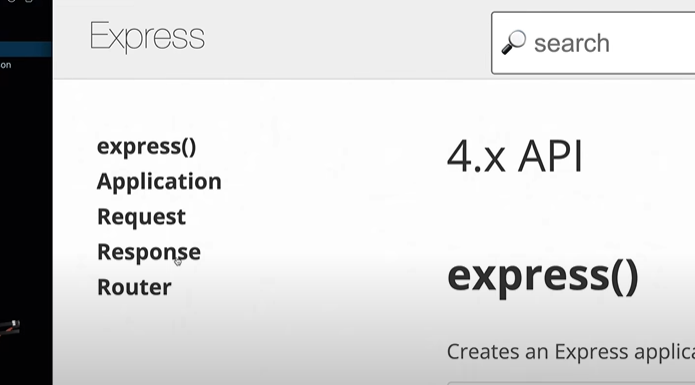 Express
search
on
express()
Application
Request
Response
Router
4.x API
express()
Creates an Express applica